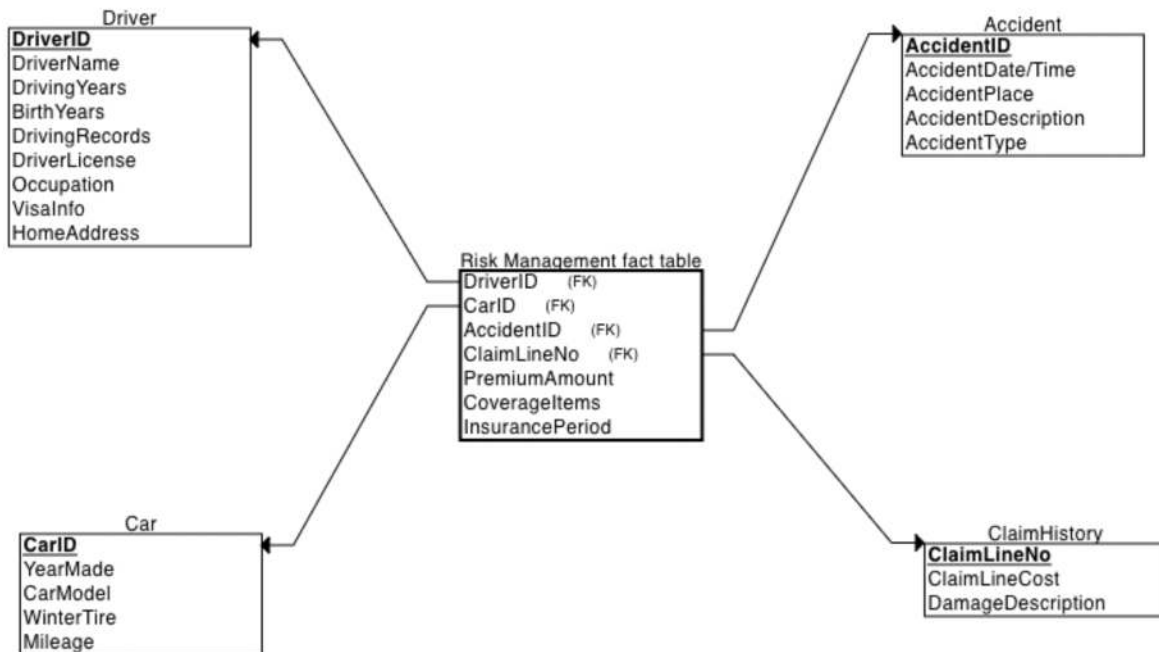 Driver
DriverID
DriverName
DrivingYears
BirthYears
DrivingRecords
DriverLicense
Occupation
VisaInfo
HomeAddress
Accident
AccidentID
AccidentDate/Time
AccidentPlace
AccidentDescription
AccidentType
Risk Management fact table
DriverID (FK)
CarID (FK)
AccidentID (FK)
ClaimLineNo (FK)
PremiumAmount
CoverageItems
InsurancePeriod
Car
CarID
YearMade
CarModel
WinterTire
Mileage
ClaimHistory
ClaimLineNo
ClaimLineCost
DamageDescription